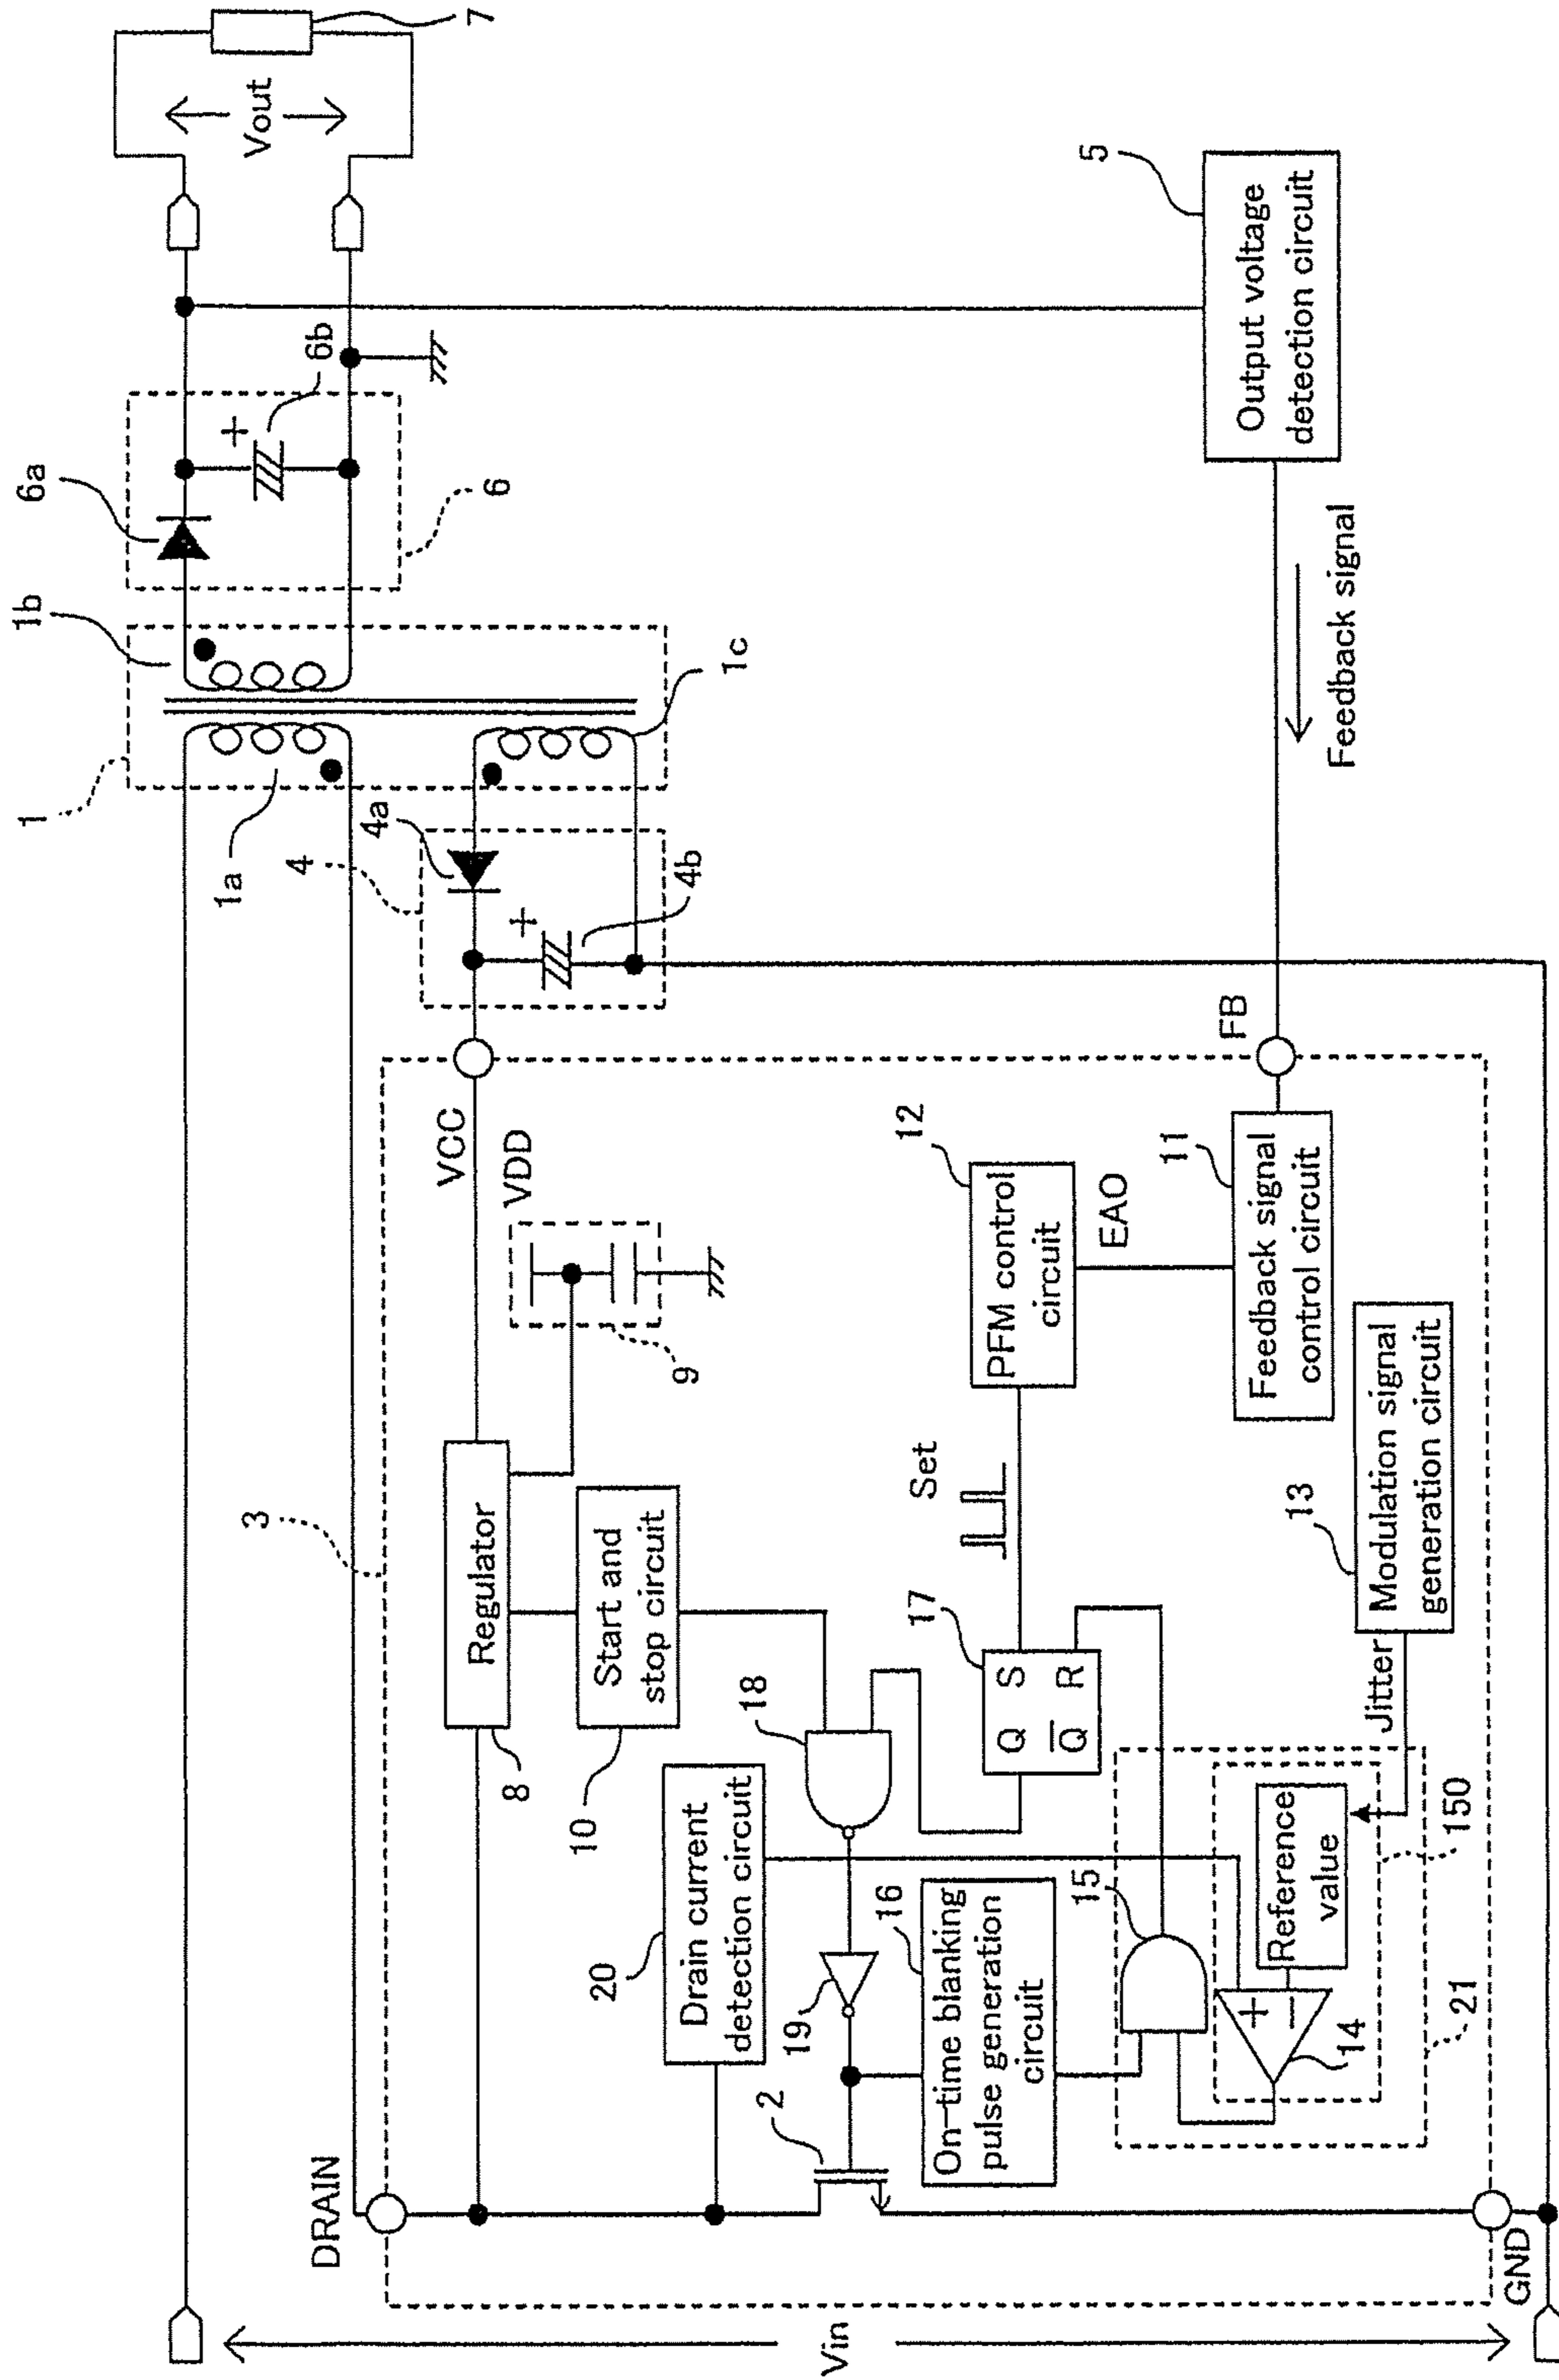 1
1a
1b
1c
6a
6b
+
6
Vout
7
4
4a
+
4b
3
VCC
VDD
9
Regulator
8
Start and
stop circuit
10
DRAIN
Drain current
detection circuit
20
18
19
2
On-time blanking
pulse generation
circuit
16
17
Q S
Q R
Set
PFM control
circuit
12
EAO
Feedback signal
control circuit
11
FB
Feedback signal
Output voltage
detection circuit
5
Modulation signal
generation circuit
13
Jitter
15
Reference
value
+
−
14
150
21
GND
Vin